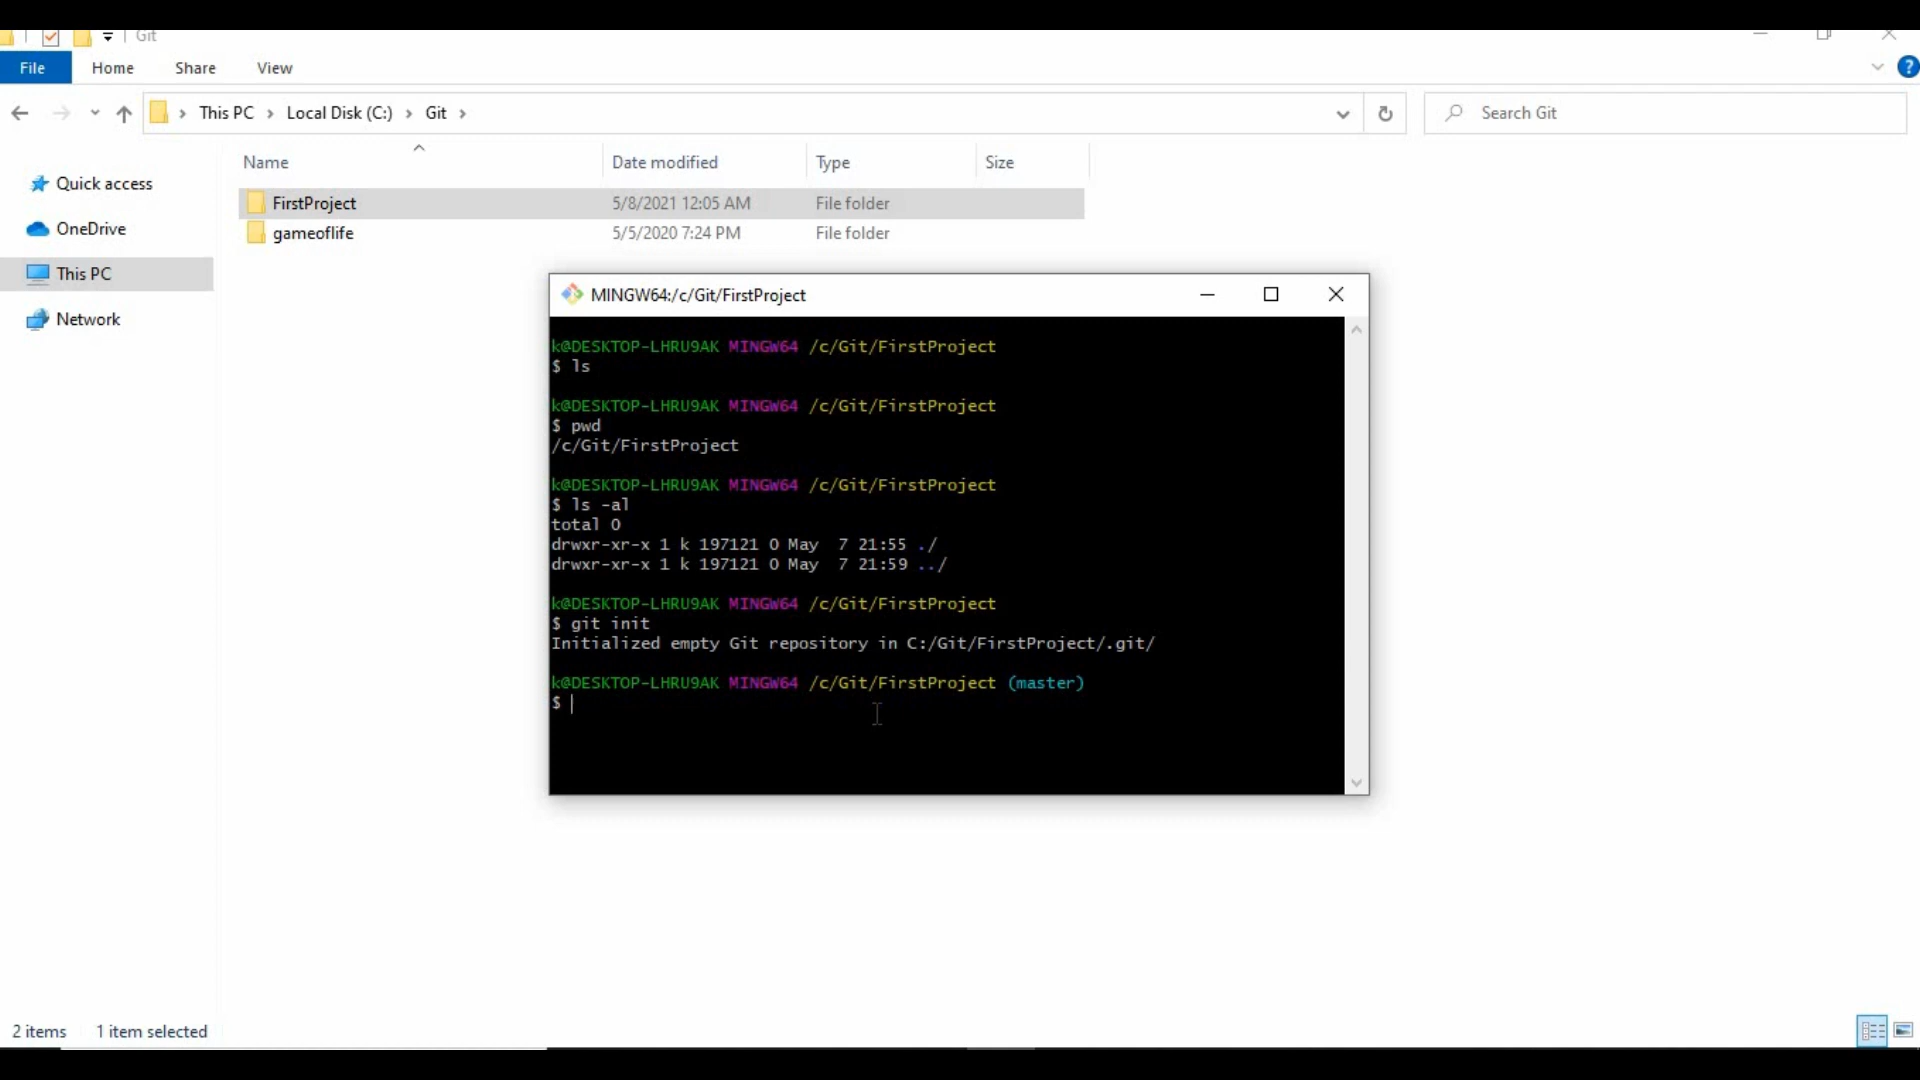 Git
File Home Share View
This PC > Local Disk (C:) > Git >
Search Git
Name Date modified Type Size
Quick access
OneDrive
This PC
Network
FirstProject 5/8/2021 12:05 AM File folder
gameoflife 5/5/2020 7:24 PM File folder
MINGW64:/c/Git/FirstProject
k@DESKTOP-LHRU9AK MINGW64 /c/Git/FirstProject
$ ls
k@DESKTOP-LHRU9AK MINGW64 /c/Git/FirstProject
$ pwd
/c/Git/FirstProject
k@DESKTOP-LHRU9AK MINGW64 /c/Git/FirstProject
$ ls -al
total 0
drwxr-xr-x 1 k 197121 0 May  7 21:55 ./
drwxr-xr-x 1 k 197121 0 May  7 21:59 ../
k@DESKTOP-LHRU9AK MINGW64 /c/Git/FirstProject
$ git init
Initialized empty Git repository in C:/Git/FirstProject/.git/
k@DESKTOP-LHRU9AK MINGW64 /c/Git/FirstProject (master)
$
2 items 1 item selected